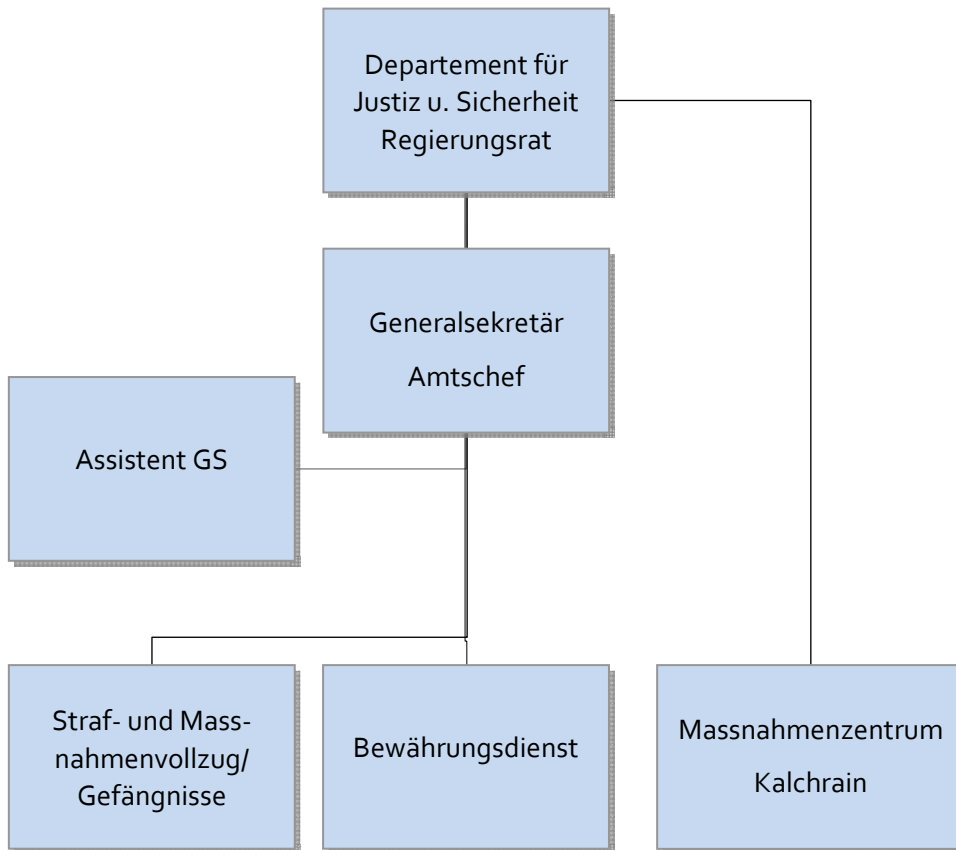 Departement für
Justiz u. Sicherheit
Regierungsrat
Generalsekretär
Amtschef
Assistent GS
Straf- und Mass-
nahmenvollzug/
Gefängnisse
Bewährungsdienst
Massnahmenzentrum
Kalchrain